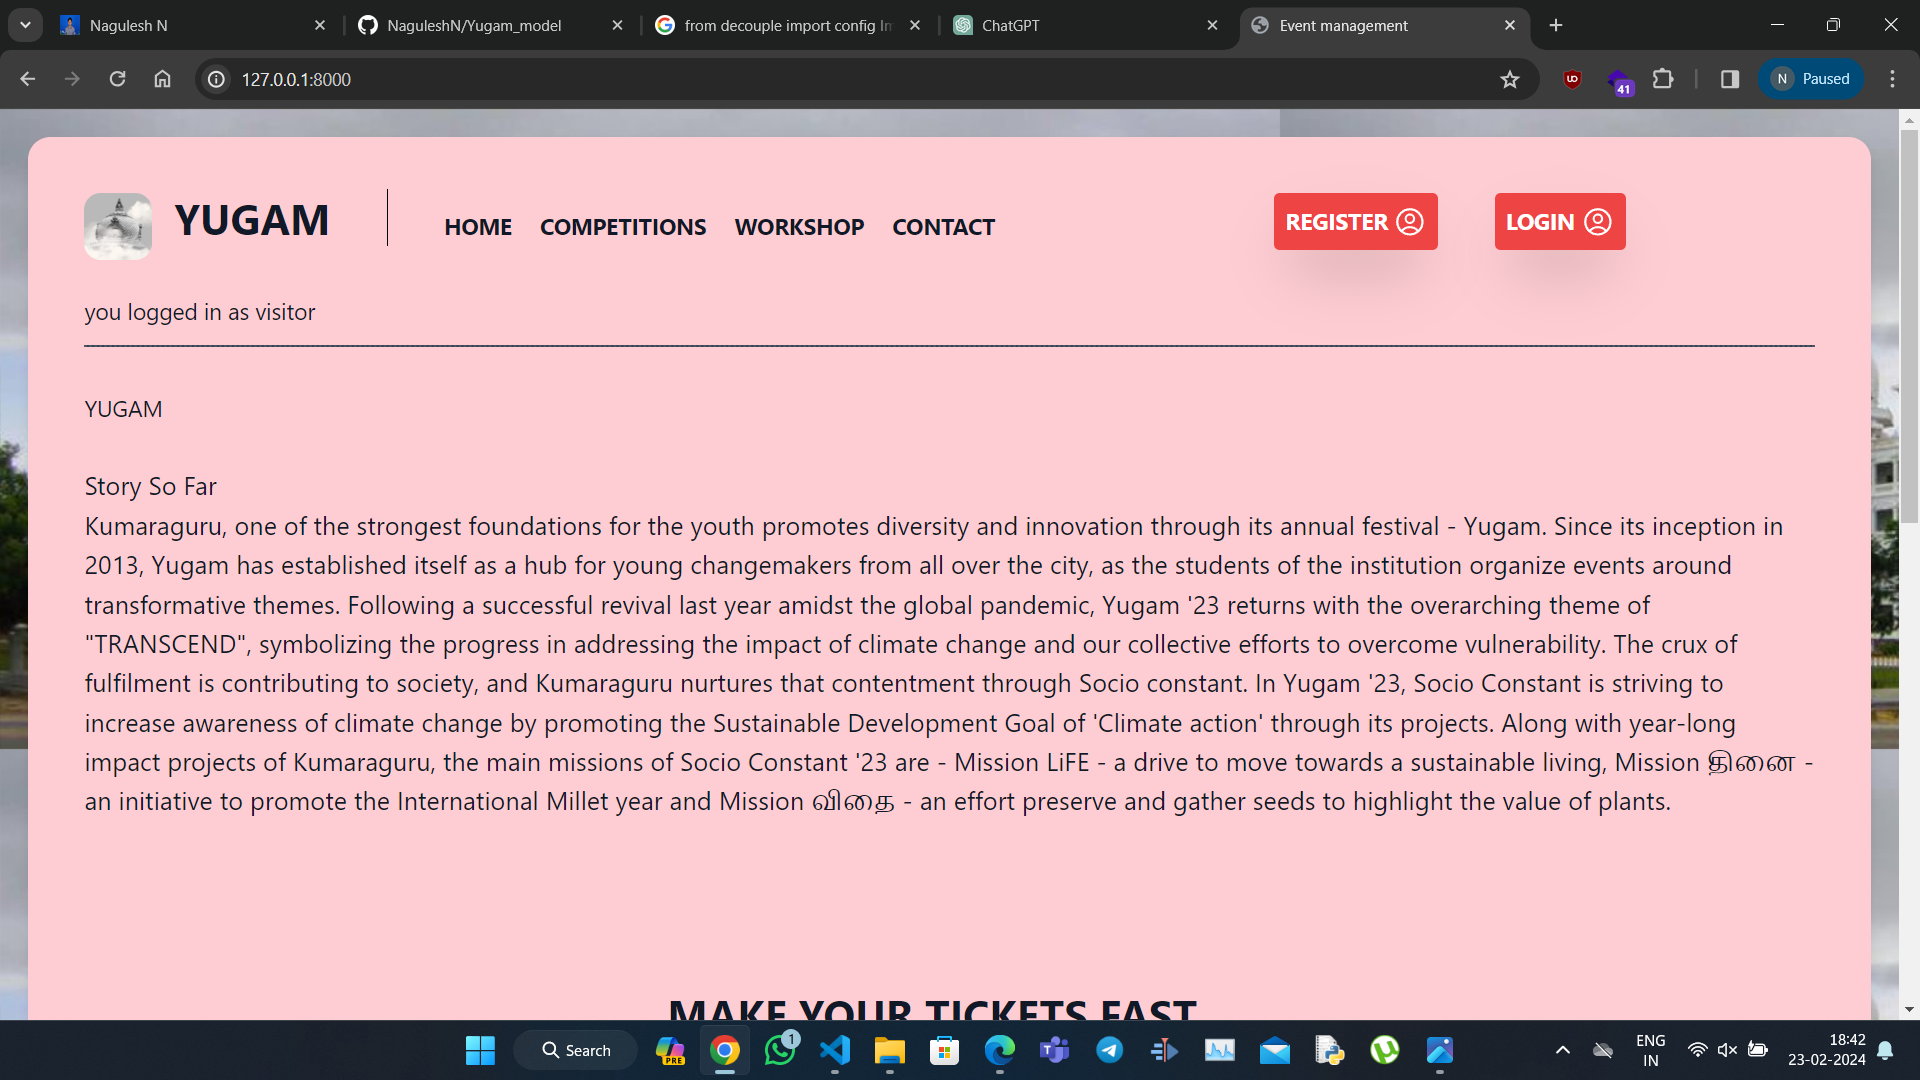 Nagulesh N
NaguleshN/Yugam_model
from decouple import config Im
ChatGPT
Event management
127.0.0.1:8000
41
N
Paused
YUGAM
HOME
COMPETITIONS
WORKSHOP
CONTACT
REGISTER
LOGIN
you logged in as visitor
YUGAM
Story So Far
Kumaraguru, one of the strongest foundations for the youth promotes diversity and innovation through its annual festival - Yugam. Since its inception in
2013, Yugam has established itself as a hub for young changemakers from all over the city, as the students of the institution organize events around
transformative themes. Following a successful revival last year amidst the global pandemic, Yugam '23 returns with the overarching theme of
"TRANSCEND", symbolizing the progress in addressing the impact of climate change and our collective efforts to overcome vulnerability. The crux of
fulfilment is contributing to society, and Kumaraguru nurtures that contentment through Socio constant. In Yugam '23, Socio Constant is striving to
increase awareness of climate change by promoting the Sustainable Development Goal of 'Climate action' through its projects. Along with year-long
impact projects of Kumaraguru, the main missions of Socio Constant '23 are - Mission LiFE - a drive to move towards a sustainable living, Mission தினை -
an initiative to promote the International Millet year and Mission விதை - an effort preserve and gather seeds to highlight the value of plants.
MAKE YOUR TICKETS FAST
Search
PRE
1
ENG
IN
18:42
23-02-2024